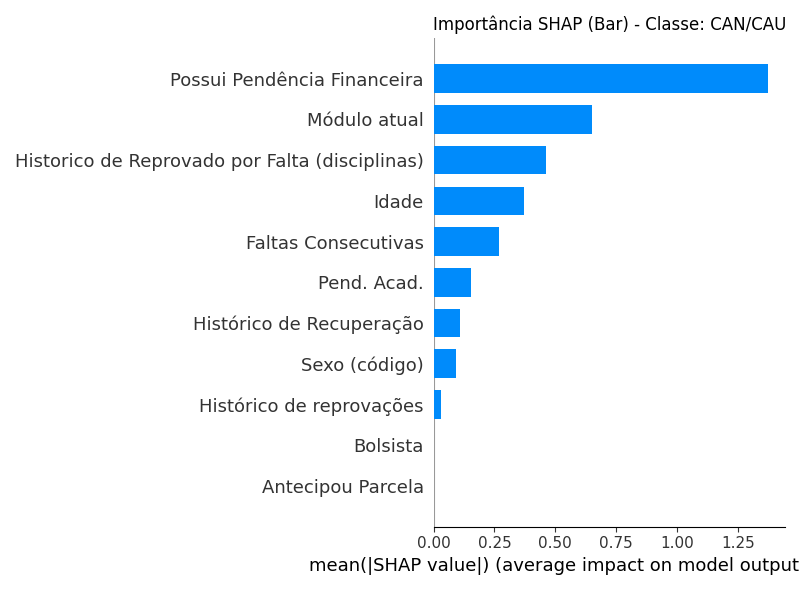 Importância SHAP (Bar) - Classe: CAN/CAU
Possui Pendência Financeira
Módulo atual
Historico de Reprovado por Falta (disciplinas)
Idade
Faltas Consecutivas
Pend. Acad.
Histórico de Recuperação
Sexo (código)
Histórico de reprovações
Bolsista
Antecipou Parcela
0.00 0.25 0.50 0.75 1.00 1.25
mean(|SHAP value|) (average impact on model output